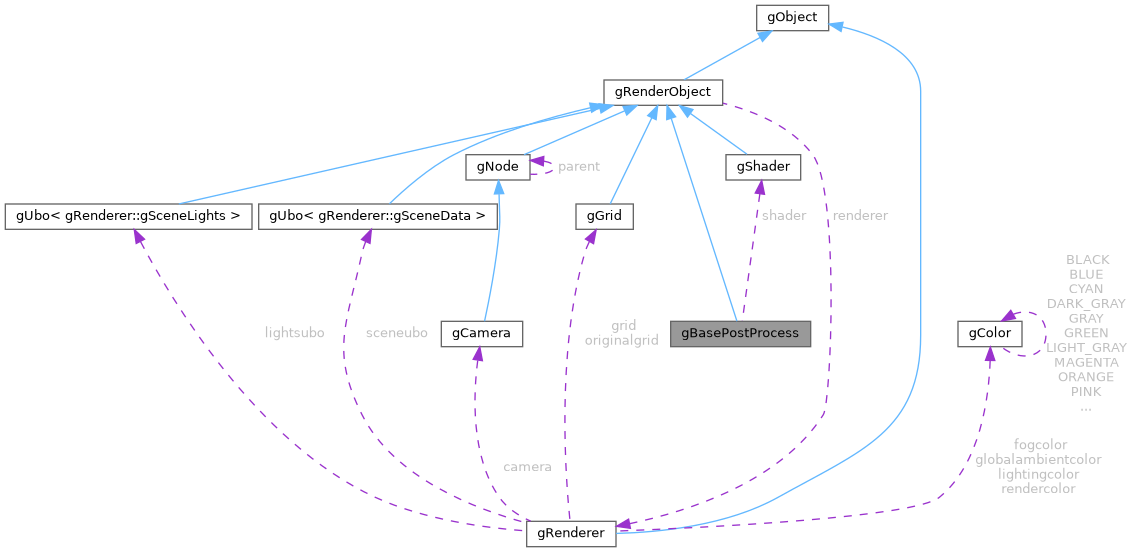 gObject
gRenderObject
gNode
parent
gShader
gUbo< gRenderer::gSceneLights >
gUbo< gRenderer::gSceneData >
gGrid
shader
renderer
BLACK
BLUE
CYAN
DARK_GRAY
GRAY
GREEN
LIGHT_GRAY
MAGENTA
ORANGE
PINK
...
lightsubo
sceneubo
gCamera
grid
originalgrid
gBasePostProcess
gColor
camera
fogcolor
globalambientcolor
lightingcolor
rendercolor
gRenderer